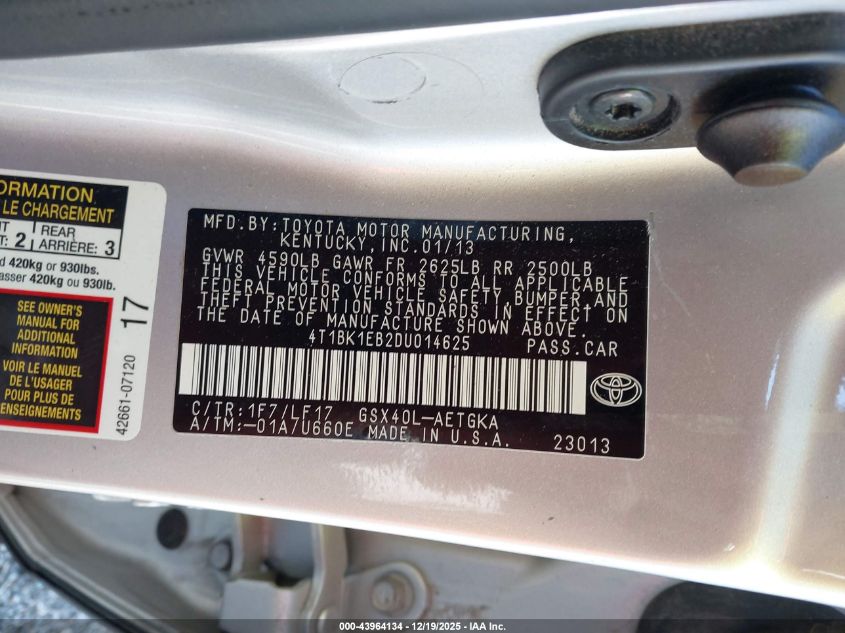 ORMATION
LE CHARGEMENT
T: 2
REAR
ARRIÈRE: 3
d 420kg or 930lbs.
asser 420kg ou 930lb.
SEE OWNER'S
MANUAL FOR
ADDITIONAL
INFORMATION
VOIR LE MANUEL
DE L'USAGER
POUR PLUS DE
RENSEIGNEMENTS
17
42661-07120
MFD.BY:TOYOTA MOTOR MANUFACTURING,
KENTUCKY, INC. 01/13
GVWR 4590LB GAWR FR 2625LB RR 2500LB
THIS VEHICLE CONFORMS TO ALL APPLICABLE
FEDERAL MOTOR VEHICLE SAFETY, BUMPER, AND
THEFT PREVENTION STANDARDS IN EFFECT ON
THE DATE OF MANUFACTURE SHOWN ABOVE.
4T1BK1EB2DU014625 PASS.CAR
C/TR:1F7/LF17 GSX40L-AETGKA
A/TM:-01A7U660E MADE IN U.S.A. 23013
000-43964134 - 12/19/2025 - IAA Inc.